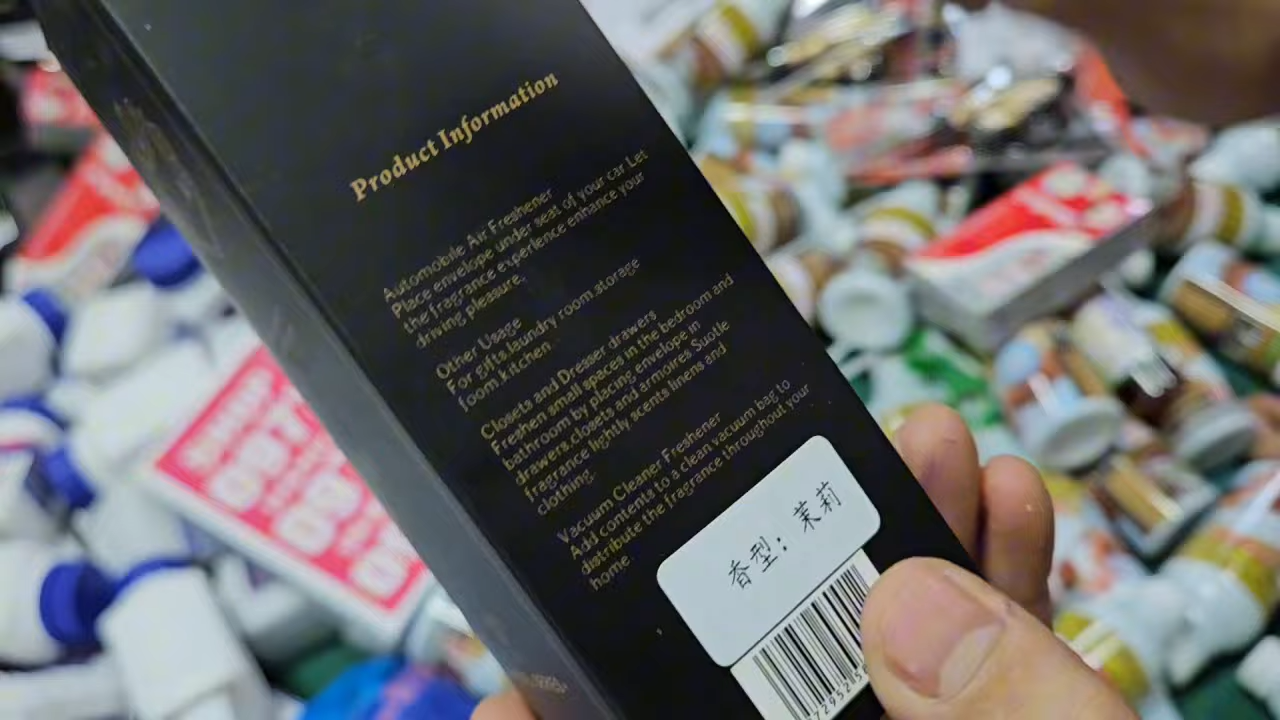 Product Information
Automobile Air Freshener
Place envelope under seat of your car Let
the fragrance experience enhance your
driving pleasure.
Other Usage
For gifts.laundry room.storage
foom.kitchen
Closets and Dresser drawers
Freshen small spaces in the bedroom and
bathroom by placing envelope in
drawers.closets and armoires Suotle
fragrance lightly scents linens and
clothing.
Vacuum Cleaner Freshener
Add contents to a clean vacuum bag to
distribute the fragrance throughout your
home
香型：茉莉